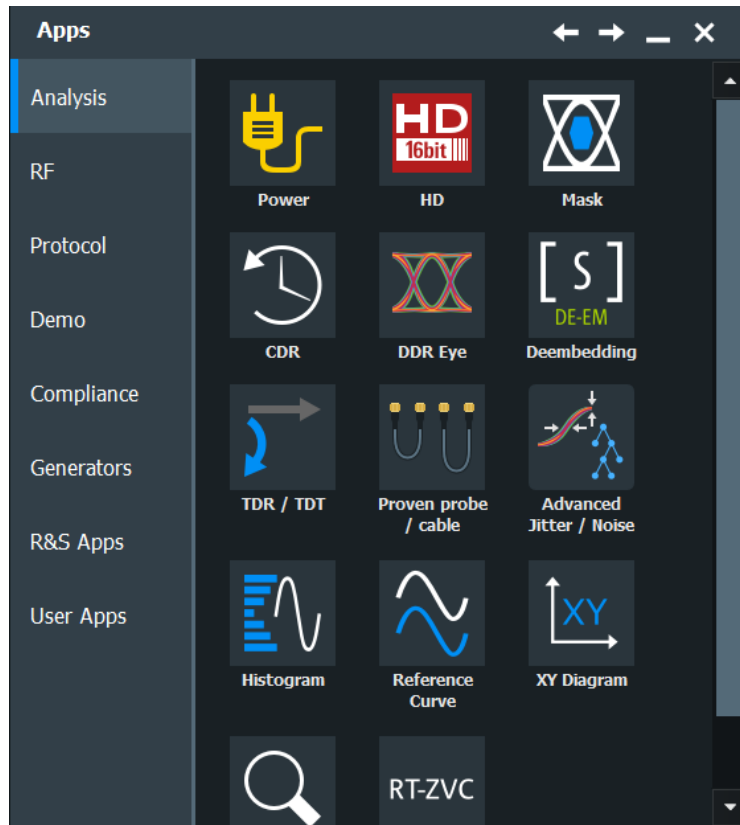 Apps
Analysis
RF
Protocol
Demo
Compliance
Generators
R&S Apps
User Apps
Power
HD
16bit
HD
Mask
CDR
DDR Eye
[ S ]
DE-EM
Deembedding
TDR / TDT
Proven probe
/ cable
Advanced
Jitter / Noise
Histogram
Reference
Curve
XY
XY Diagram
RT-ZVC